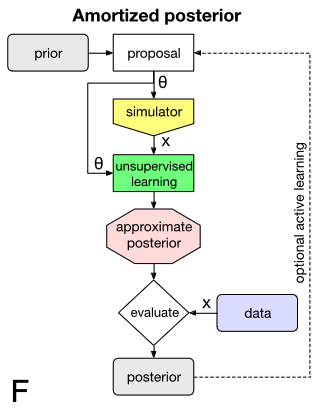 Amortized posterior
prior
proposal
θ
simulator
x
θ
unsupervised
learning
approximate
posterior
optional active learning
evaluate
x
data
posterior
F